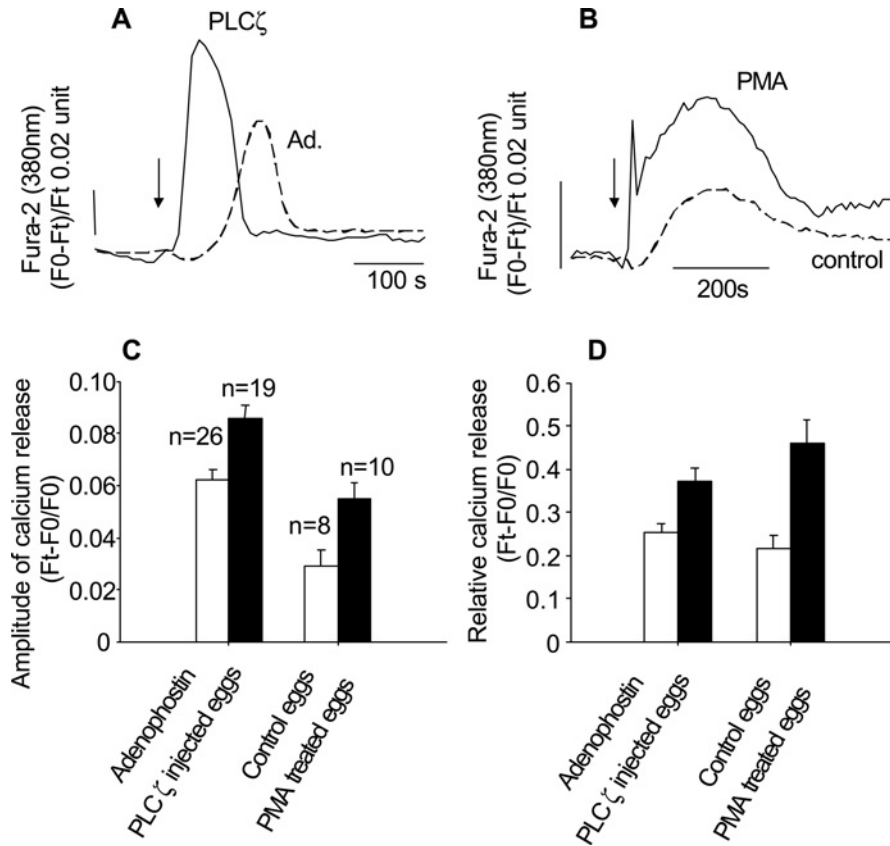 A
PLCζ
Ad.
Fura-2 (380nm)
(F0-Ft)/Ft 0.02 unit
100 s
B
PMA
control
Fura-2 (380nm)
(F0-Ft)/Ft 0.02 unit
200s
C
Amplitude of calcium release
(Ft-F0/F0)
0.10
0.08
0.06
0.04
0.02
0
n=26
n=19
n=8
n=10
Adenophostin
PLC ζ injected eggs
Control eggs
PMA treated eggs
D
Relative calcium release
(Ft-F0/F0)
0.6
0.5
0.4
0.3
0.2
0.1
0
Adenophostin
PLC ζ injected eggs
Control eggs
PMA treated eggs